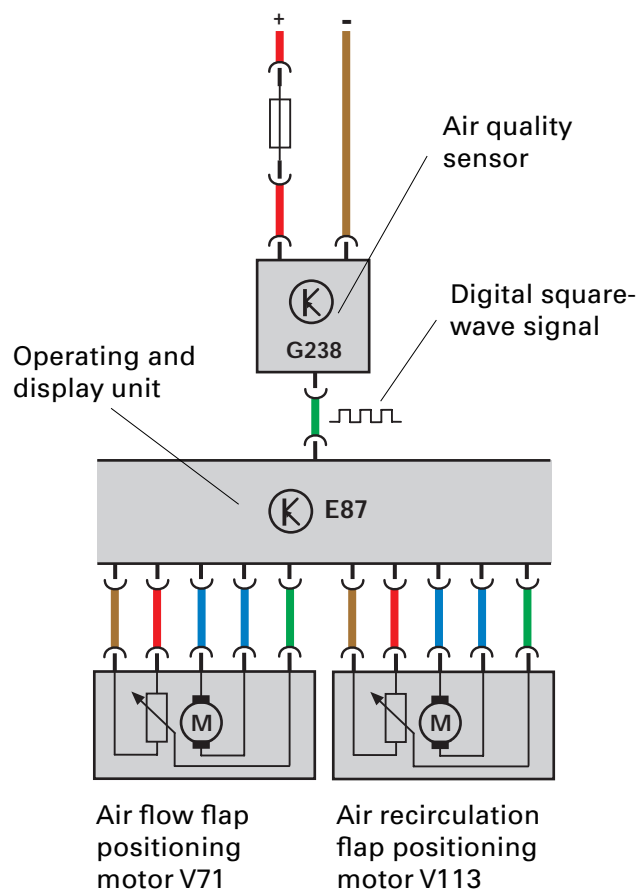 + -
Air quality
sensor
Digital square-
wave signal
G238
Operating and
display unit
E87
M
M
Air flow flap
positioning
motor V71
Air recirculation
flap positioning
motor V113